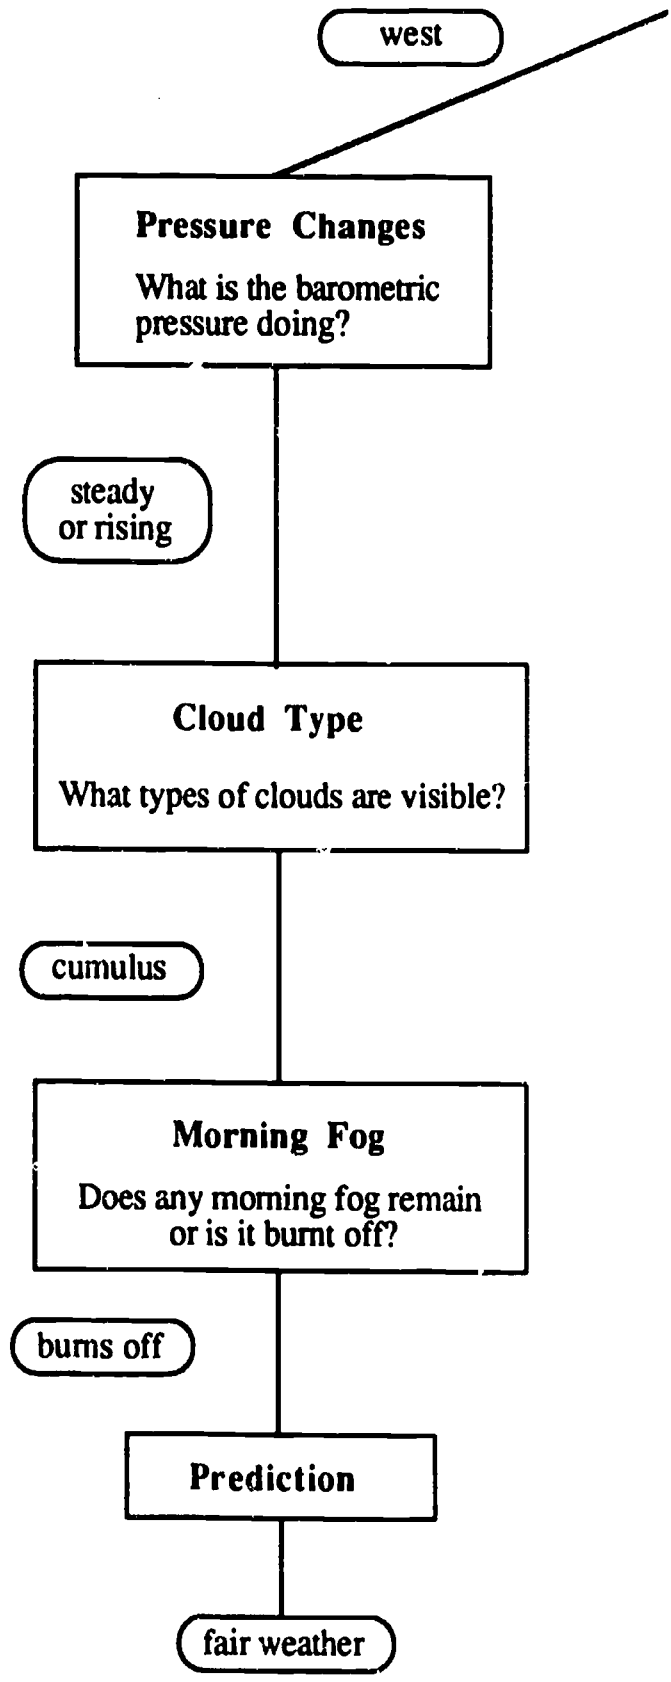 west
Pressure Changes
What is the barometric
pressure doing?
steady
or rising
Cloud Type
What types of clouds are visible?
cumulus
Morning Fog
Does any morning fog remain
or is it burnt off?
burns off
Prediction
fair weather